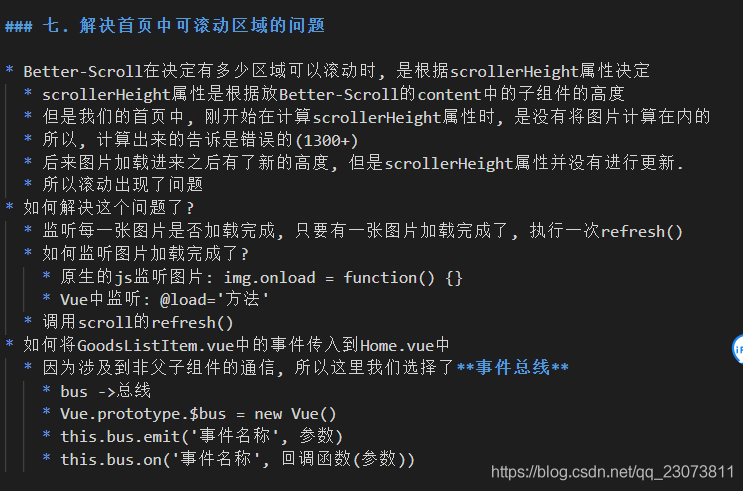 ### 七. 解决首页中可滚动区域的问题
* Better-Scroll在决定有多少区域可以滚动时, 是根据scrollerHeight属性决定
* scrollerHeight属性是根据放Better-Scroll的content中的子组件的高度
* 但是我们的首页中, 刚开始在计算scrollerHeight属性时, 是没有将图片计算在内的
* 所以, 计算出来的告诉是错误的(1300+)
* 后来图片加载进来之后有了新的高度, 但是scrollerHeight属性并没有进行更新.
* 所以滚动出现了问题
* 如何解决这个问题了?
* 监听每一张图片是否加载完成, 只要有一张图片加载完成了, 执行一次refresh()
* 如何监听图片加载完成了?
* 原生的js监听图片: img.onload = function() {}
* Vue中监听: @load='方法'
* 调用scroll的refresh()
* 如何将GoodsListItem.vue中的事件传入到Home.vue中
* 因为涉及到非父子组件的通信, 所以这里我们选择了**事件总线**
* bus ->总线
* Vue.prototype.$bus = new Vue()
* this.bus.emit('事件名称', 参数)
* this.bus.on('事件名称', 回调函数(参数))
https://blog.csdn.net/qq_23073811